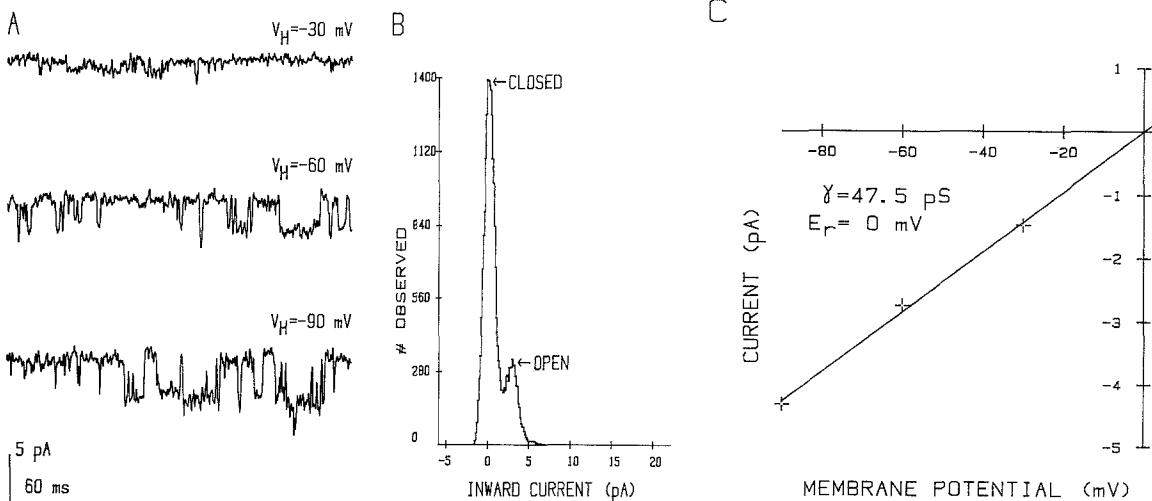 A
V_H=-30 mV
V_H=-60 mV
V_H=-90 mV
5 pA
60 ms
B
1400
1120
840
560
280
0
# OBSERVED
←CLOSED
←OPEN
-5 0 5 10 15 20
INWARD CURRENT (pA)
C
1
-80 -60 -40 -20
-1
-2
-3
-4
-5
γ=47.5 pS
E_r= 0 mV
CURRENT (pA)
MEMBRANE POTENTIAL (mV)